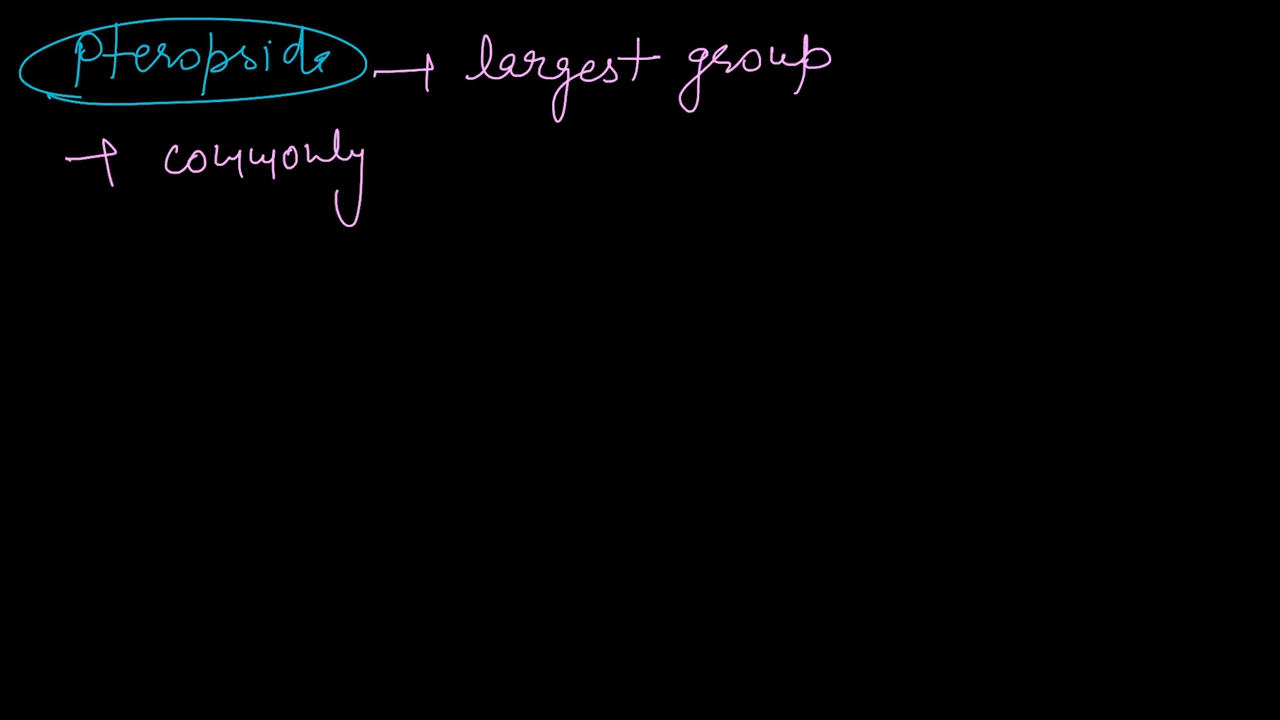 Pteropsida → largest group
→ commonly